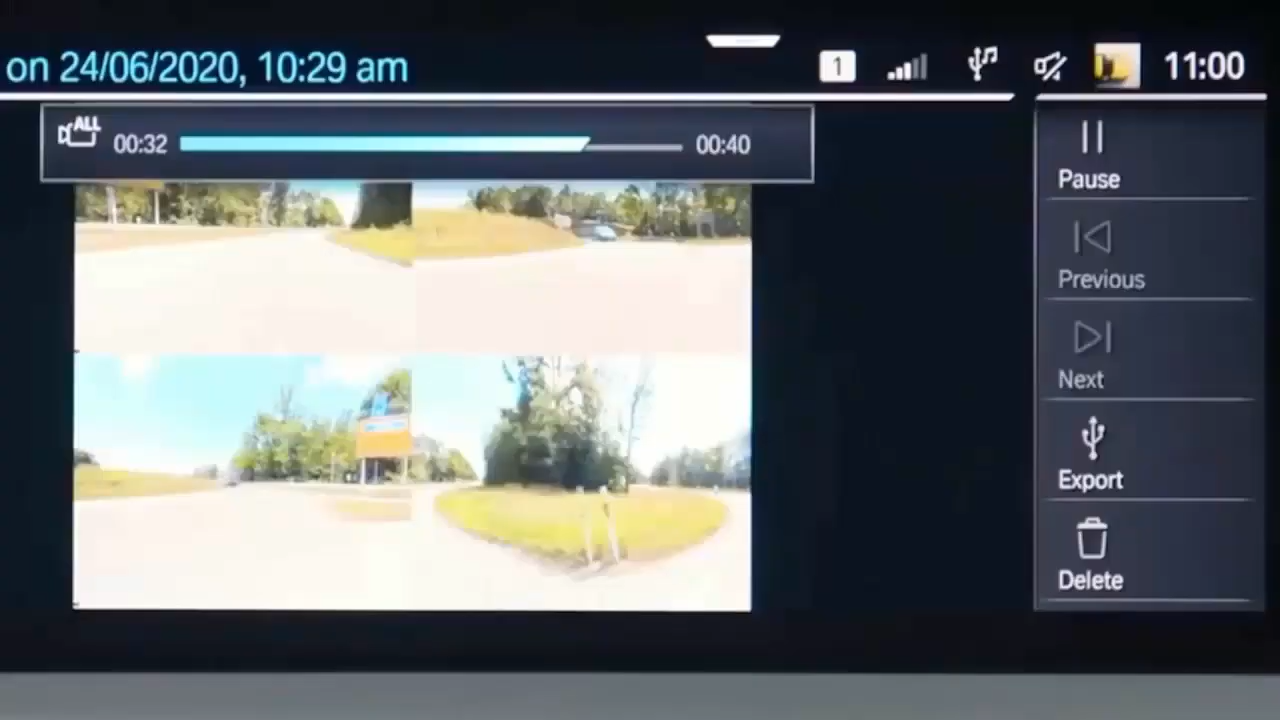 on 24/06/2020, 10:29 am
1
11:00
ALL
00:32
00:40
Pause
Previous
Next
Export
Delete